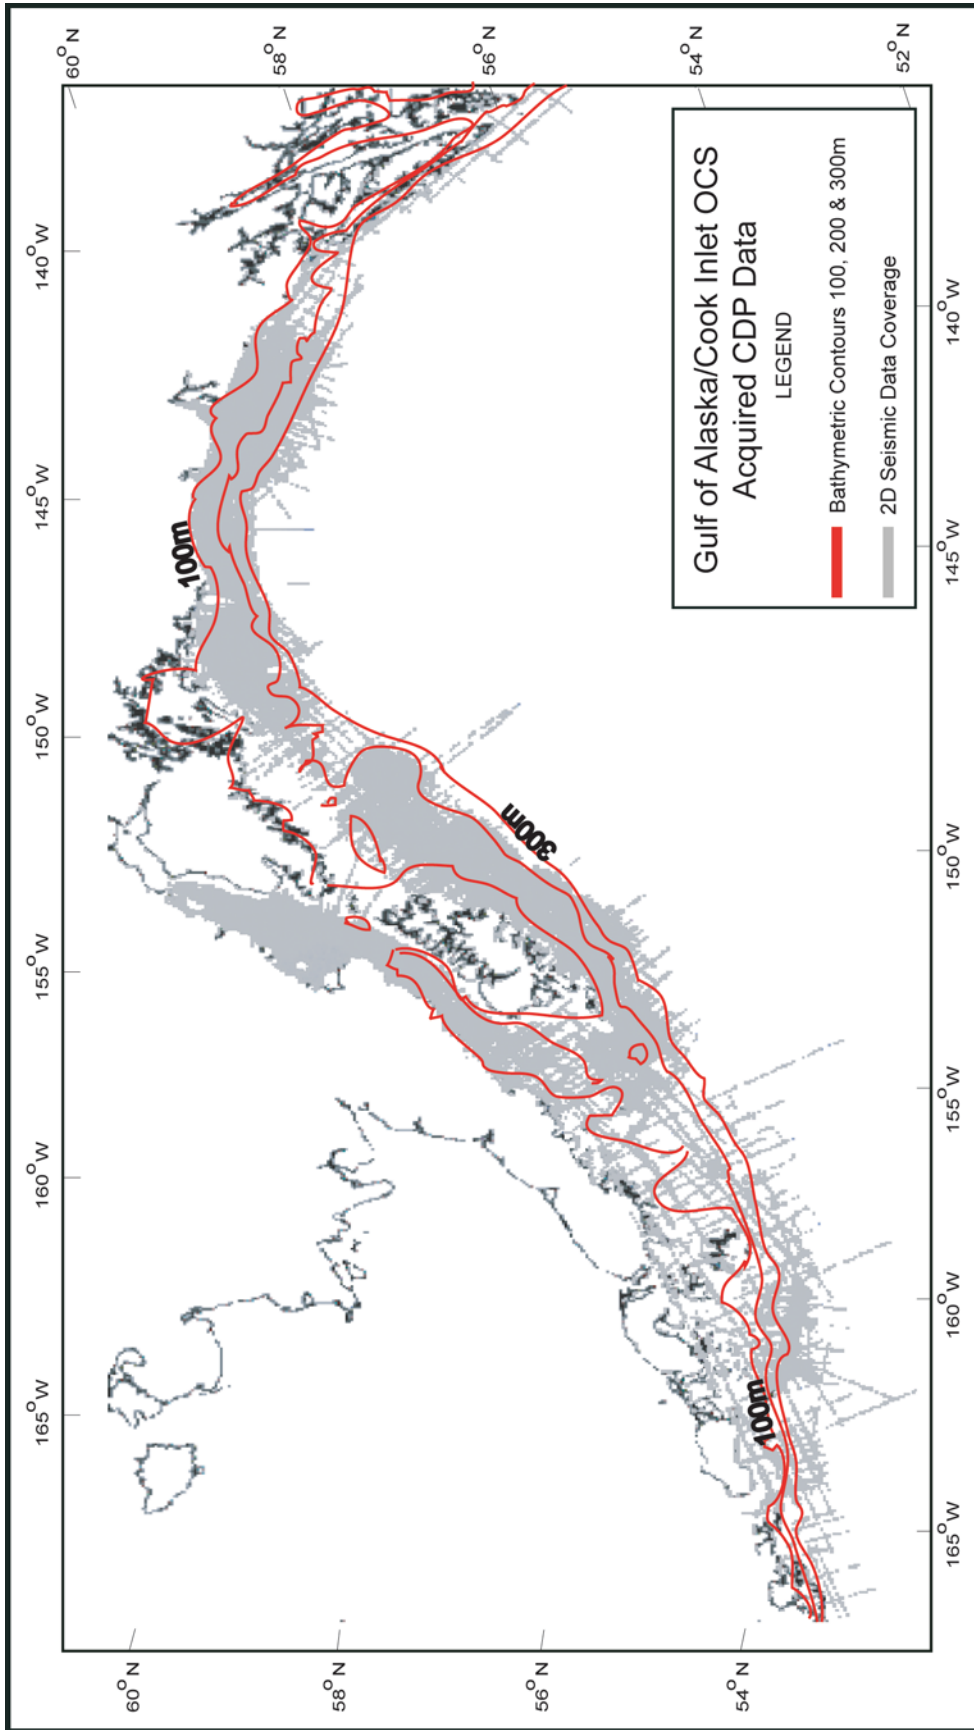 140°W
145°W
150°W
155°W
160°W
165°W
60°N
58°N
56°N
54°N
52°N
100m
300m
100m
Gulf of Alaska/Cook Inlet OCS
Acquired CDP Data
LEGEND
Bathymetric Contours 100, 200 & 300m
2D Seismic Data Coverage
60°N
58°N
56°N
54°N
165°W
160°W
155°W
150°W
145°W
140°W